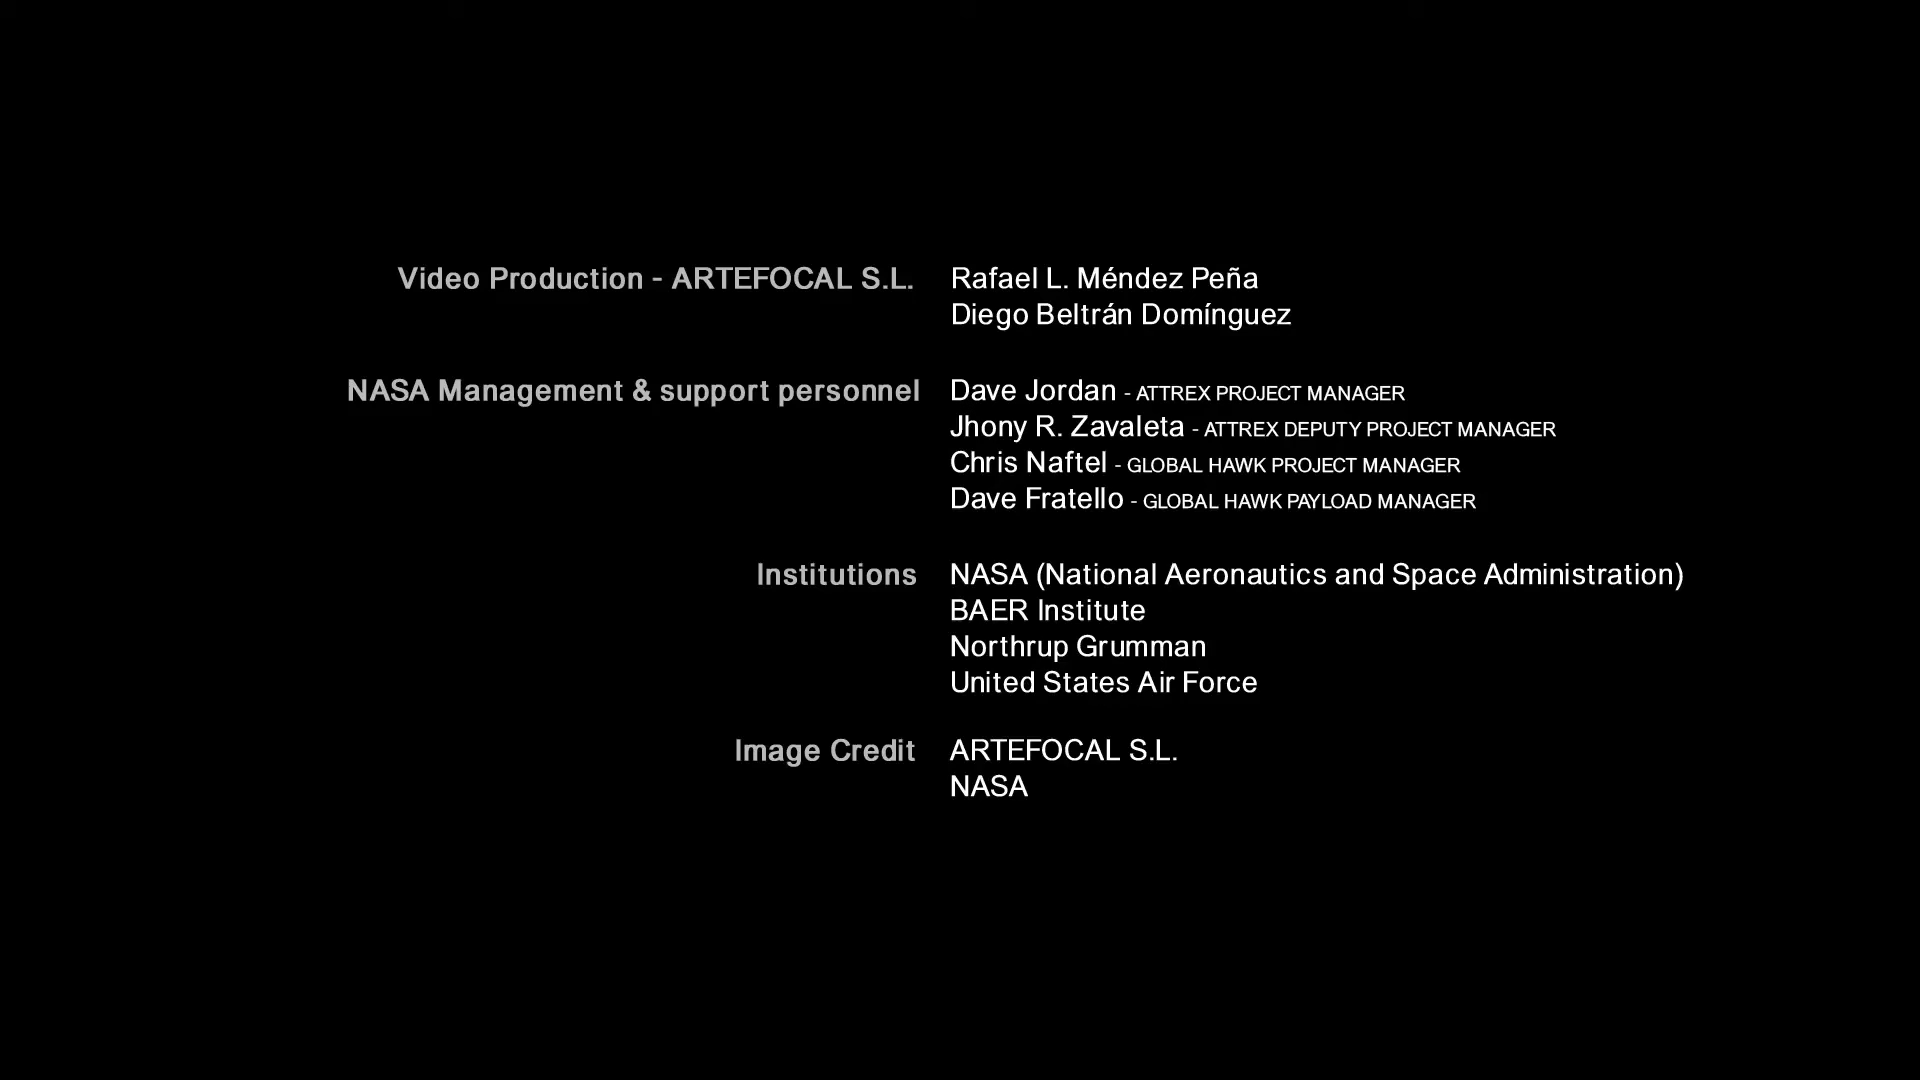 Video Production - ARTEFOCAL S.L. Rafael L. Méndez Peña
Diego Beltrán Domínguez
NASA Management & support personnel Dave Jordan - ATTREX PROJECT MANAGER
Jhony R. Zavaleta - ATTREX DEPUTY PROJECT MANAGER
Chris Naftel - GLOBAL HAWK PROJECT MANAGER
Dave Fratello - GLOBAL HAWK PAYLOAD MANAGER
Institutions NASA (National Aeronautics and Space Administration)
BAER Institute
Northrup Grumman
United States Air Force
Image Credit ARTEFOCAL S.L.
NASA